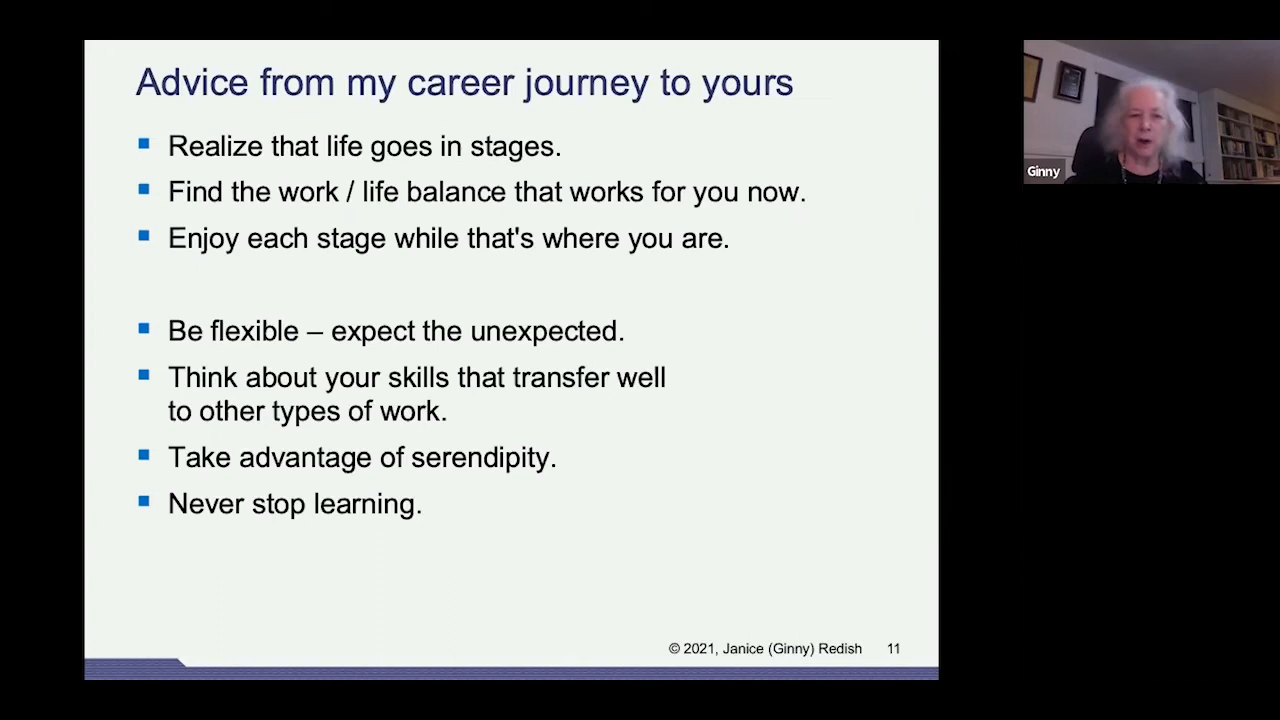 Advice from my career journey to yours
Realize that life goes in stages.
Find the work / life balance that works for you now.
Enjoy each stage while that's where you are.
Be flexible – expect the unexpected.
Think about your skills that transfer well
to other types of work.
Take advantage of serendipity.
Never stop learning.
© 2021, Janice (Ginny) Redish 11
Ginny